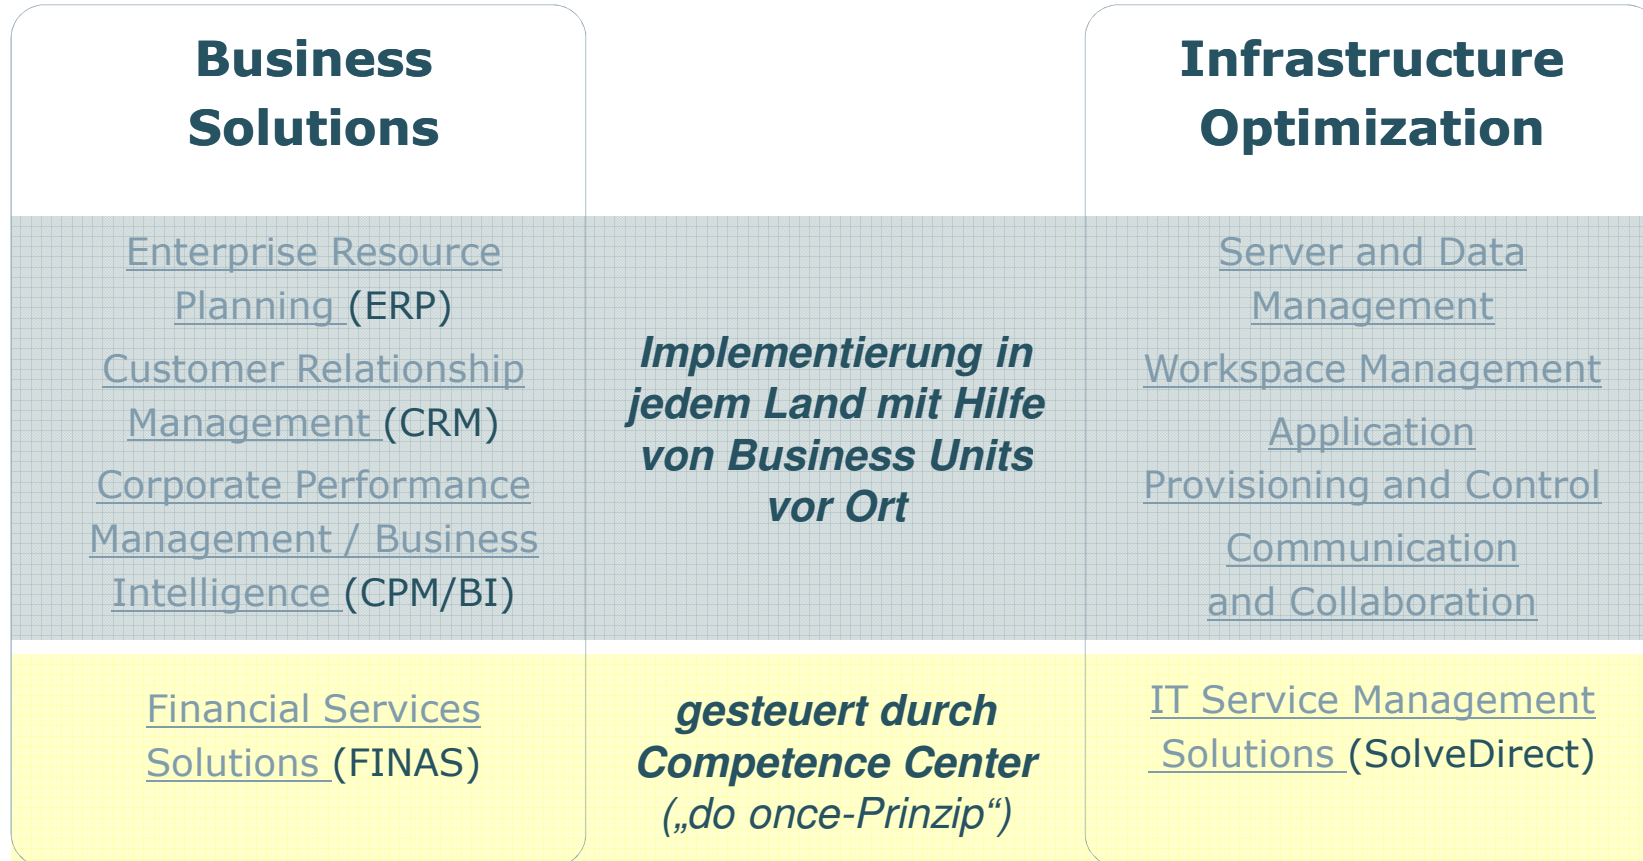 Business
Solutions
Enterprise Resource
Planning (ERP)
Customer Relationship
Management (CRM)
Corporate Performance
Management / Business
Intelligence (CPM/BI)
Financial Services
Solutions (FINAS)
Implementierung in
jedem Land mit Hilfe
von Business Units
vor Ort
gesteuert durch
Competence Center
(„do once-Prinzip“)
Infrastructure
Optimization
Server and Data
Management
Workspace Management
Application
Provisioning and Control
Communication
and Collaboration
IT Service Management
Solutions (SolveDirect)